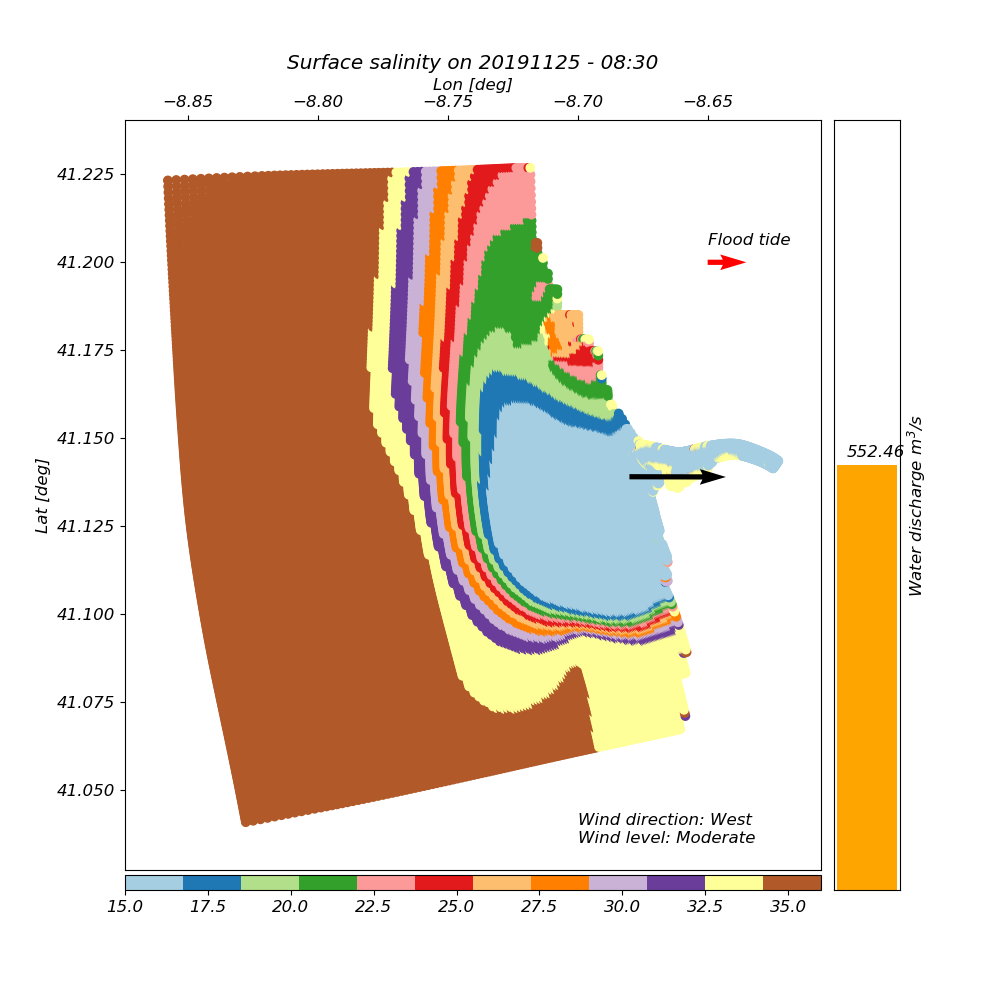 Surface salinity on 20191125 - 08:30
Lon [deg]
−8.85 −8.80 −8.75 −8.70 −8.65
41.225
41.200
41.175
41.150
41.125
41.100
41.075
41.050
Lat [deg]
Flood tide
Wind direction: West
Wind level: Moderate
552.46
Water discharge m³/s
15.0 17.5 20.0 22.5 25.0 27.5 30.0 32.5 35.0